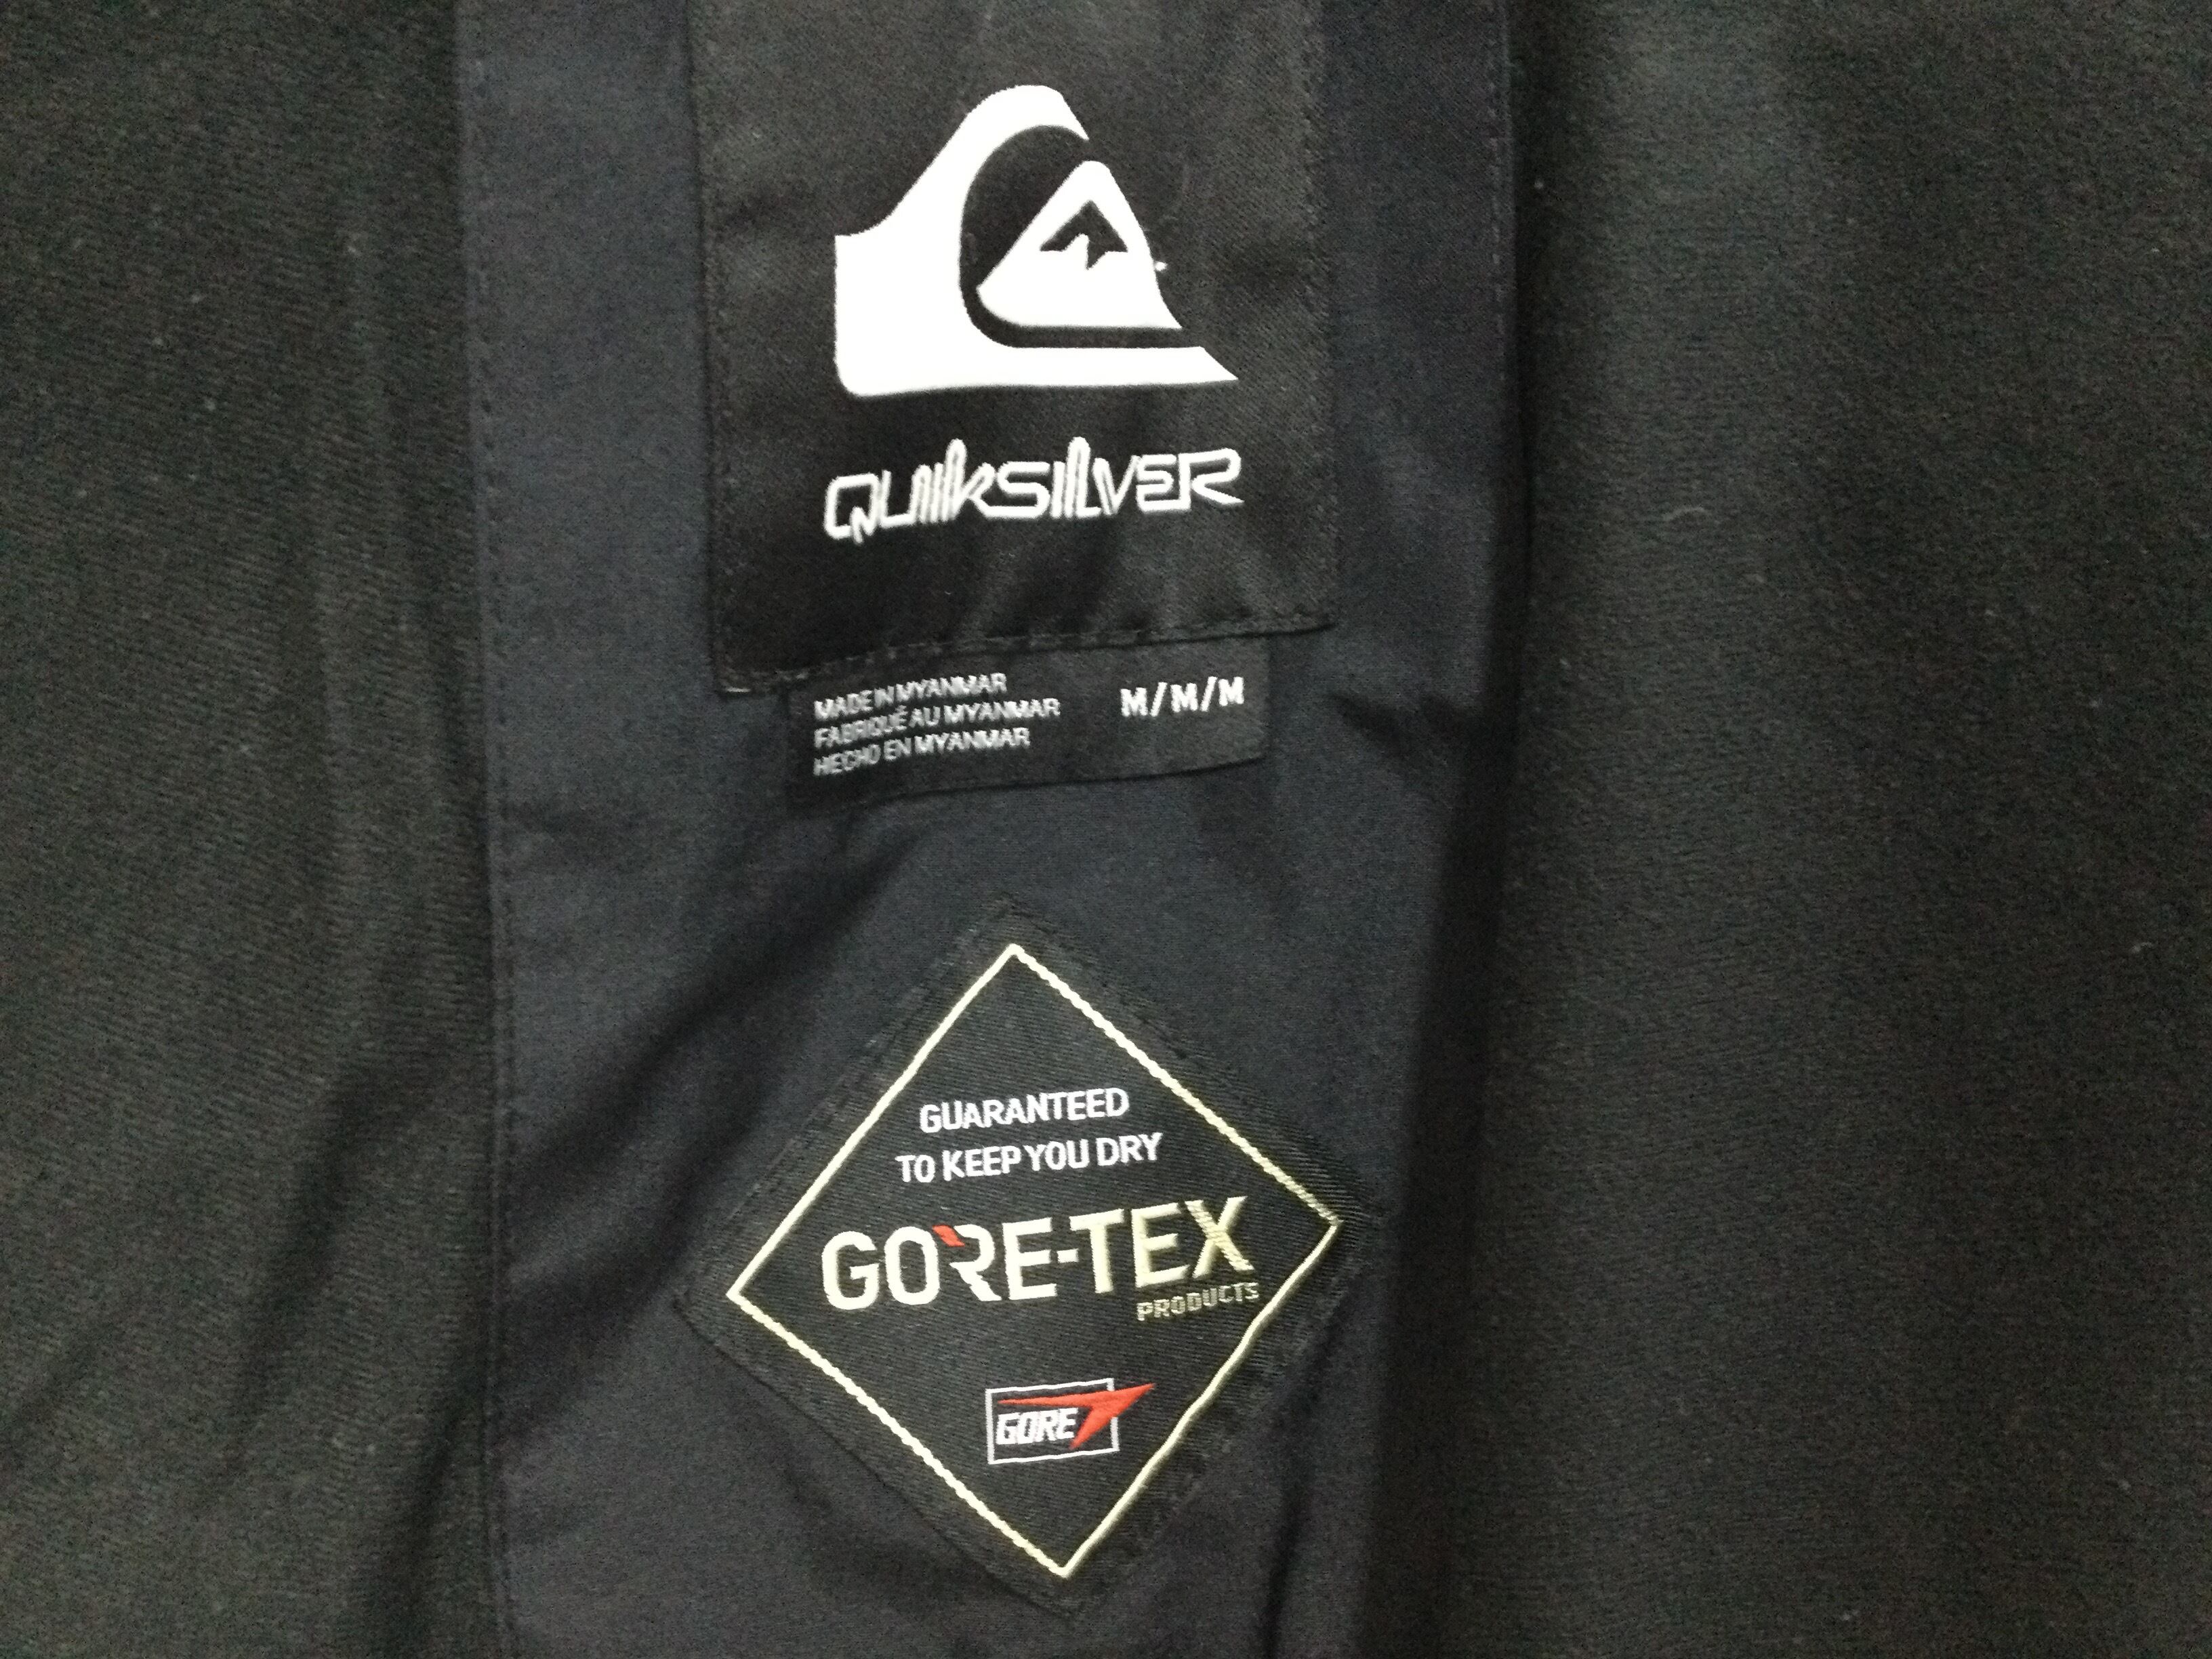 QUIKSILVER
MADE IN MYANMAR
FABRIQUÉ AU MYANMAR
HECHO EN MYANMAR
M/M/M
GUARANTEED
TO KEEP YOU DRY
GORE-TEX
PRODUCTS
GORE